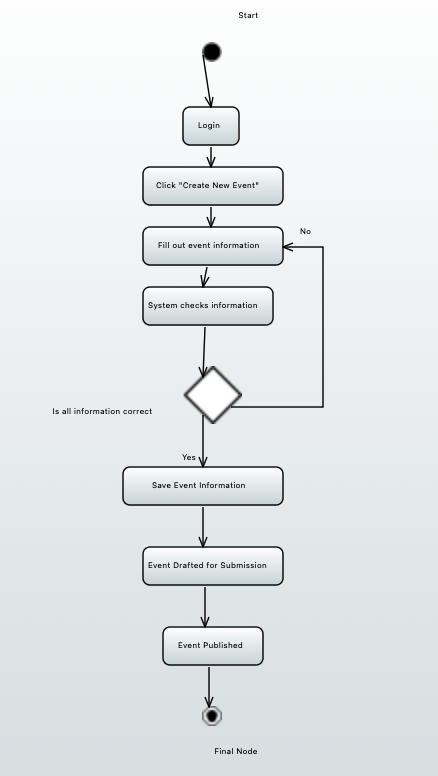 Start
Login
Click "Create New Event"
Fill out event information
No
System checks information
Is all information correct
Yes
Save Event Information
Event Drafted for Submission
Event Published
Final Node